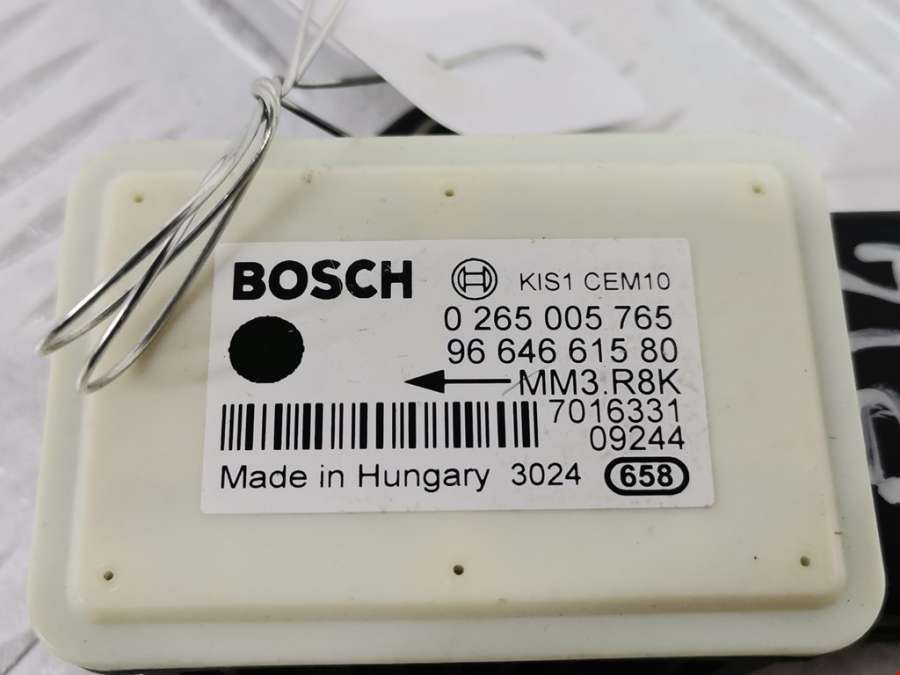 BOSCH KIS1 CEM10
0 265 005 765
96 646 615 80
MM3.R8K
7016331
09244
Made in Hungary 3024 658